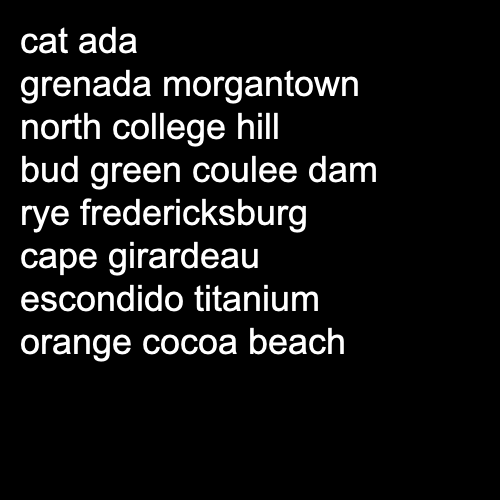 cat ada
grenada morgantown
north college hill
bud green coulee dam
rye fredericksburg
cape girardeau
escondido titanium
orange cocoa beach